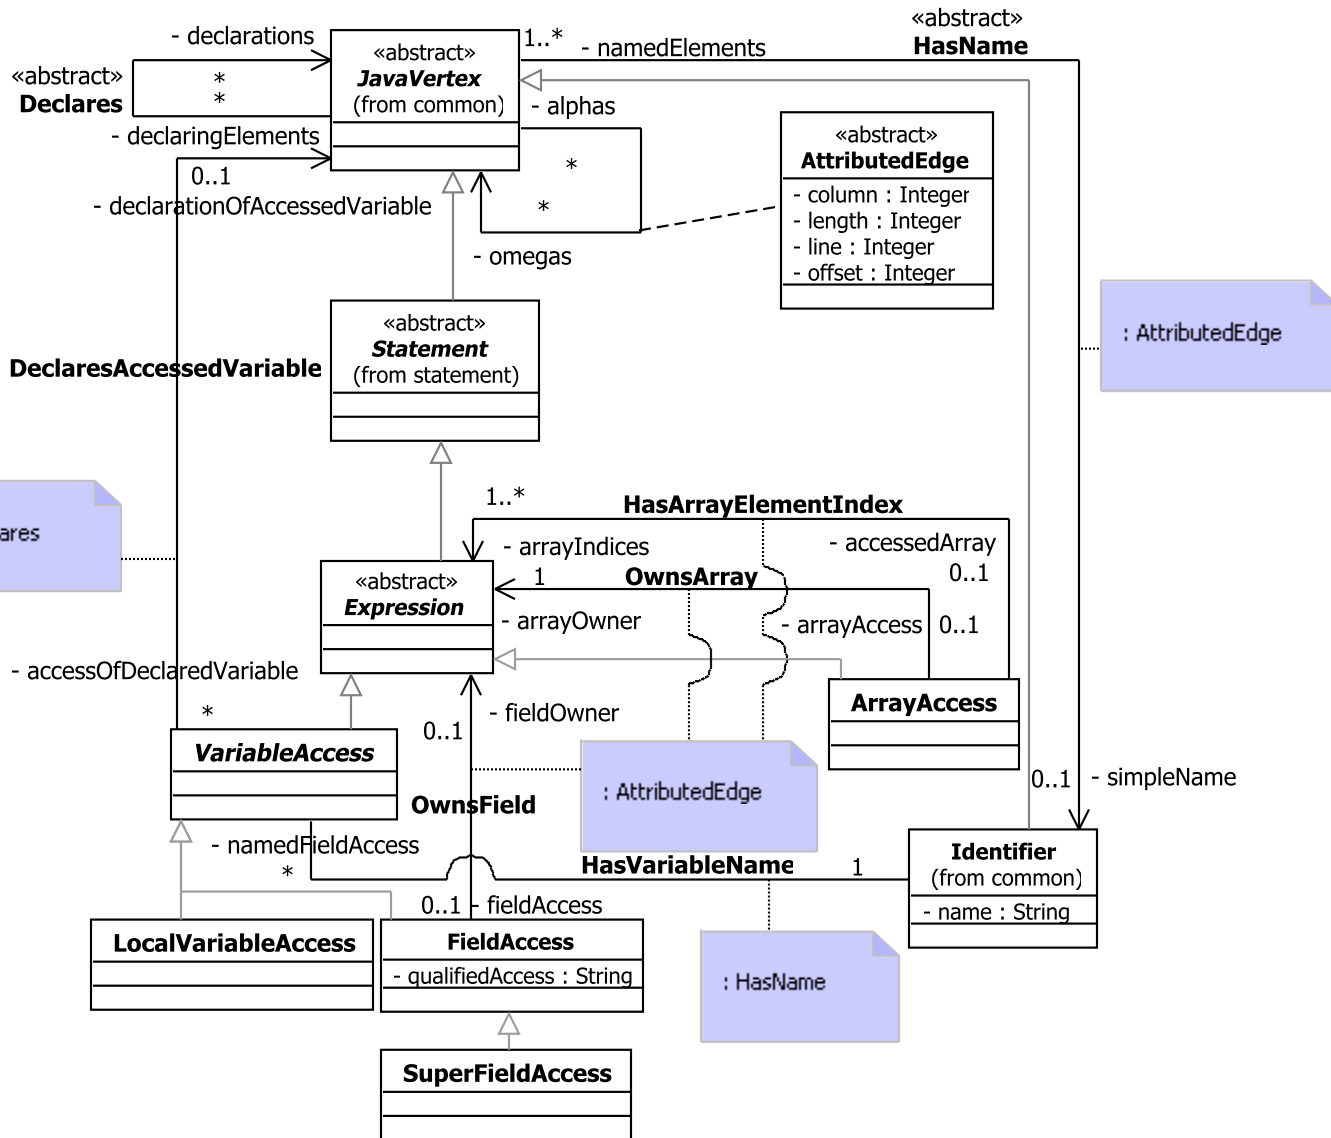 «abstract»
HasName
- declarations
1..*
- namedElements
«abstract»
JavaVertex
(from common)
«abstract»
Declares
*
*
- alphas
- declaringElements
0..1
- declarationOfAccessedVariable
*
*
- omegas
«abstract»
AttributedEdge
- column : Integer
- length : Integer
- line : Integer
- offset : Integer
: AttributedEdge
«abstract»
Statement
(from statement)
DeclaresAccessedVariable
1..*
HasArrayElementIndex
ares
- arrayIndices
- accessedArray
0..1
1
OwnsArray
«abstract»
Expression
- arrayOwner
- arrayAccess
0..1
- accessOfDeclaredVariable
*
- fieldOwner
0..1
ArrayAccess
VariableAccess
: AttributedEdge
0..1
- simpleName
OwnsField
- namedFieldAccess
*
HasVariableName
1
Identifier
(from common)
- name : String
0..1
- fieldAccess
LocalVariableAccess
FieldAccess
- qualifiedAccess : String
: HasName
SuperFieldAccess